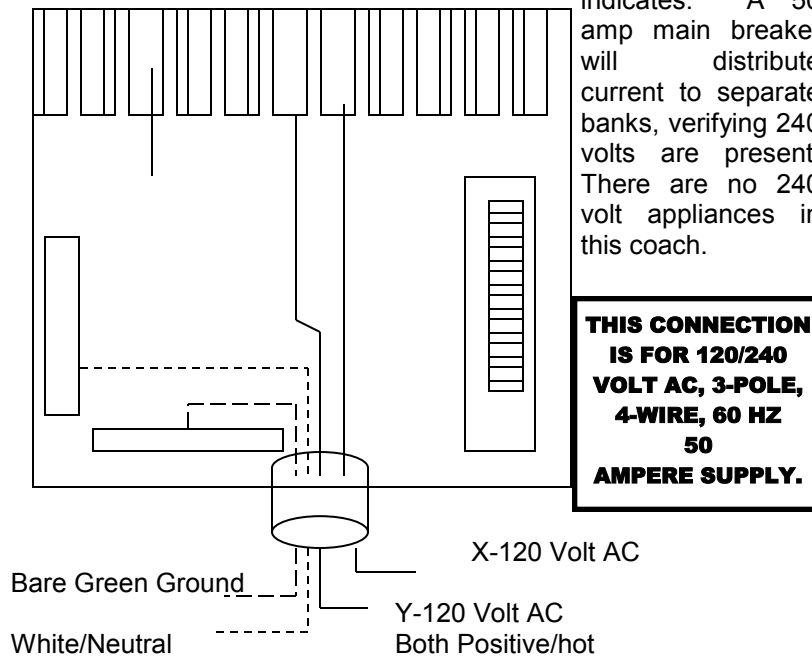 indicates. A 50
amp main breaker
will distribute
current to separate
banks, verifying 240
volts are present.
There are no 240
volt appliances in
this coach.
THIS CONNECTION
IS FOR 120/240
VOLT AC, 3-POLE,
4-WIRE, 60 HZ
50
AMPERE SUPPLY.
X-120 Volt AC
Bare Green Ground
Y-120 Volt AC
White/Neutral
Both Positive/hot